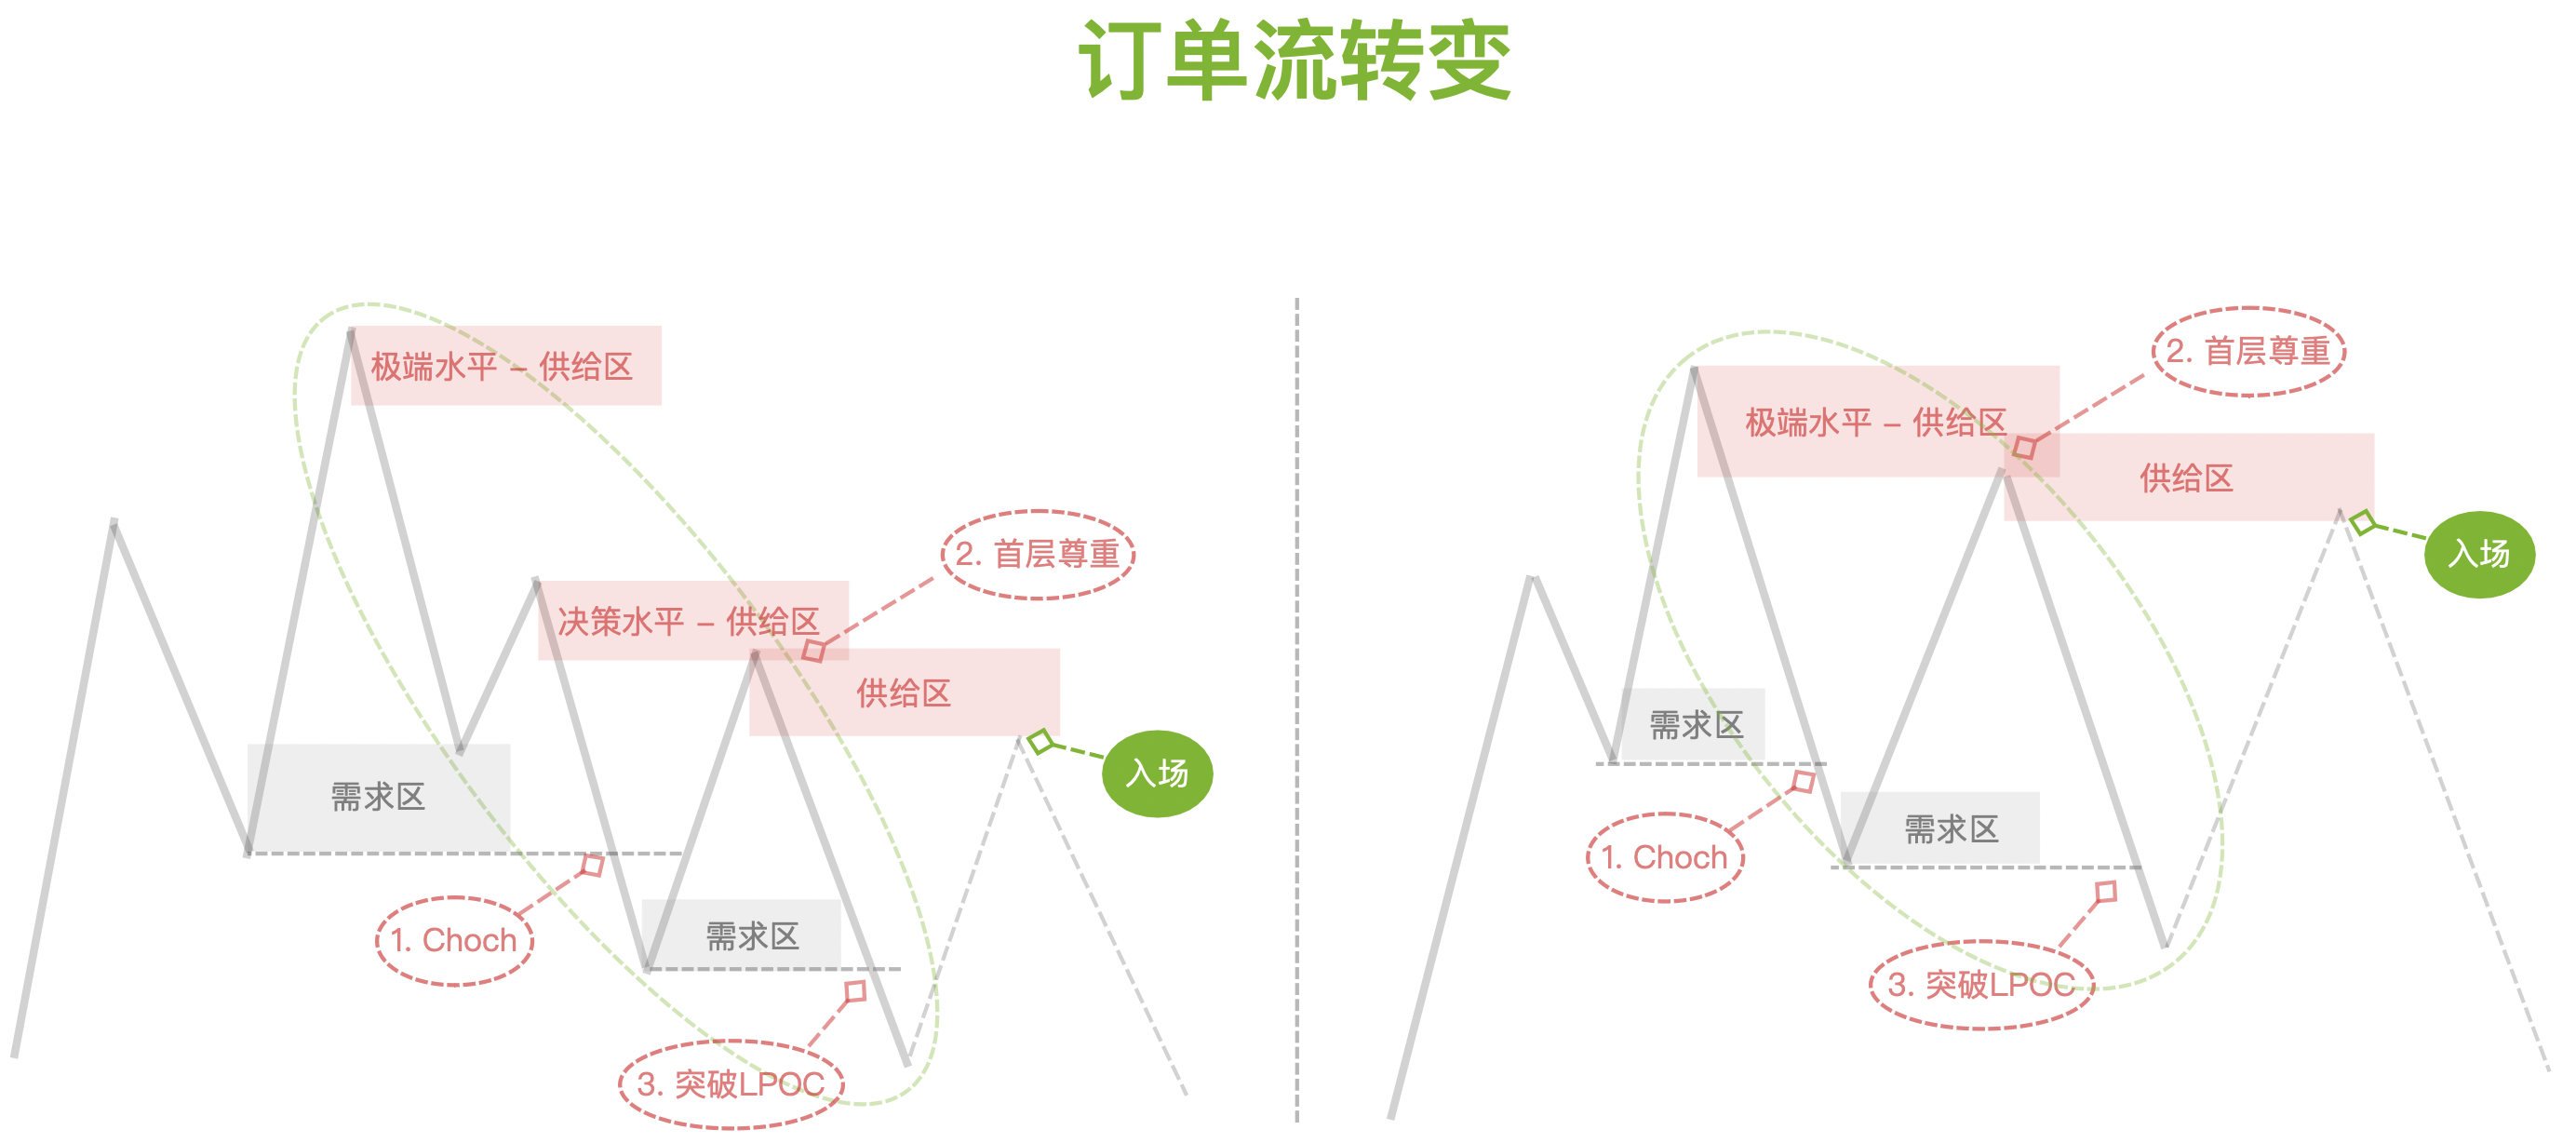 订单流转变
极端水平 – 供给区
决策水平 – 供给区
2. 首层尊重
供给区
入场
需求区
1. Choch
需求区
3. 突破LPOC
2. 首层尊重
极端水平 – 供给区
供给区
入场
需求区
1. Choch
需求区
3. 突破LPOC